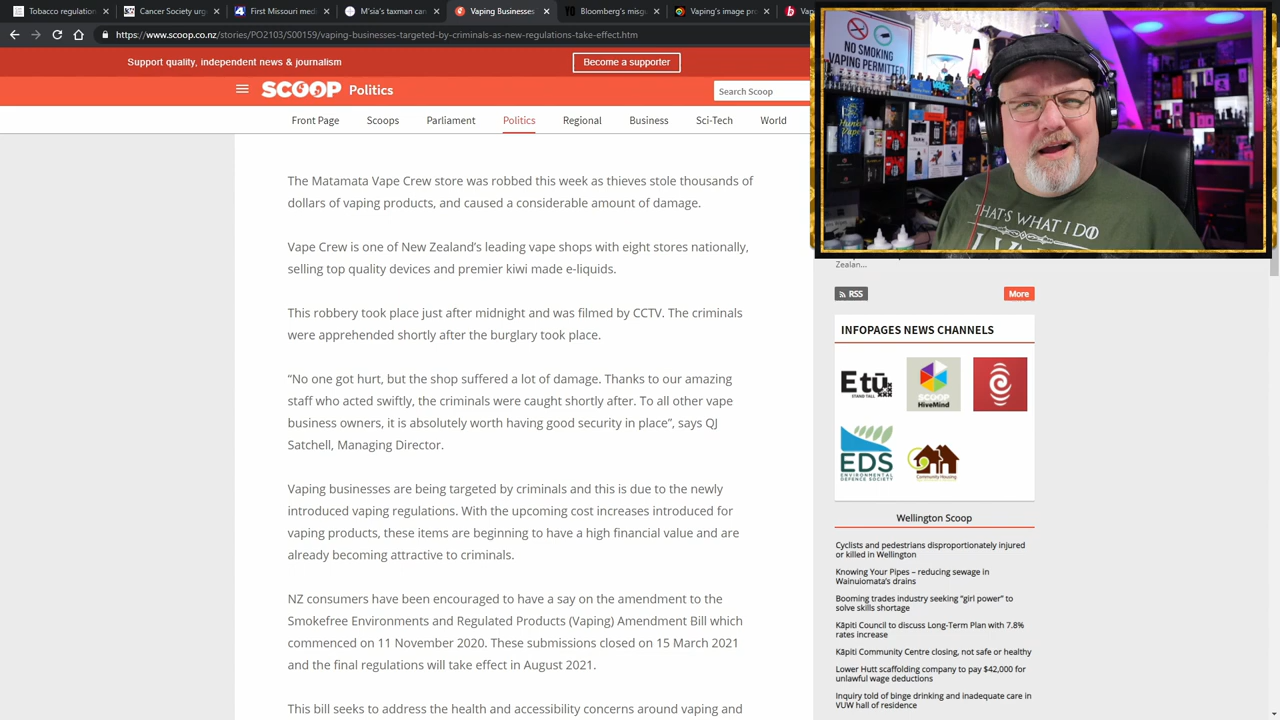 Tobacco regulation
M'sia's
First Masai med
M'sia
Vaping Businesses
Bloomberg's
vaping image
Vap
https://www.scoop.co.nz/
criminals-as-new-regulations-take-effect.htm
Support quality, independent news & journalism
Become a supporter
SCOOP Politics
Search Scoop
Front Page Scoops Parliament Politics Regional Business Sci-Tech World
The Matamata Vape Crew store was robbed this week as thieves stole thousands of
dollars of vaping products, and caused a considerable amount of damage.
Vape Crew is one of New Zealand's leading vape shops with eight stores nationally,
selling top quality devices and premier kiwi made e-liquids.
This robbery took place just after midnight and was filmed by CCTV. The criminals
were apprehended shortly after the burglary took place.
“No one got hurt, but the shop suffered a lot of damage. Thanks to our amazing
staff who acted swiftly, the criminals were caught shortly after. To all other vape
business owners, it is absolutely worth having good security in place”, says QJ
Satchell, Managing Director.
Vaping businesses are being targeted by criminals and this is due to the newly
introduced vaping regulations. With the upcoming cost increases introduced for
vaping products, these items are beginning to have a high financial value and are
already becoming attractive to criminals.
NZ consumers have been encouraged to have a say on the amendment to the
Smokefree Environments and Regulated Products (Vaping) Amendment Bill which
commenced on 11 November 2020. These submissions closed on 15 March 2021
and the final regulations will take effect in August 2021.
This bill seeks to address the health and accessibility concerns around vaping and
NO SMOKING
VAPING PERMITTED
THAT'S WHAT I DO
Zealan...
RSS
More
INFOPAGES NEWS CHANNELS
Etū
STAND TALL
SCOOP
HiveMind
EDS
ENVIRONMENTAL
DEFENCE SOCIETY
Community Housing
Wellington Scoop
Cyclists and pedestrians disproportionately injured
or killed in Wellington
Knowing Your Pipes – reducing sewage in
Wainuiomata's drains
Booming trades industry seeking “girl power” to
solve skills shortage
Kāpiti Council to discuss Long-Term Plan with 7.8%
rates increase
Kāpiti Community Centre closing, not safe or healthy
Lower Hutt scaffolding company to pay $42,000 for
unlawful wage deductions
Inquiry told of binge drinking and inadequate care in
VUW hall of residence